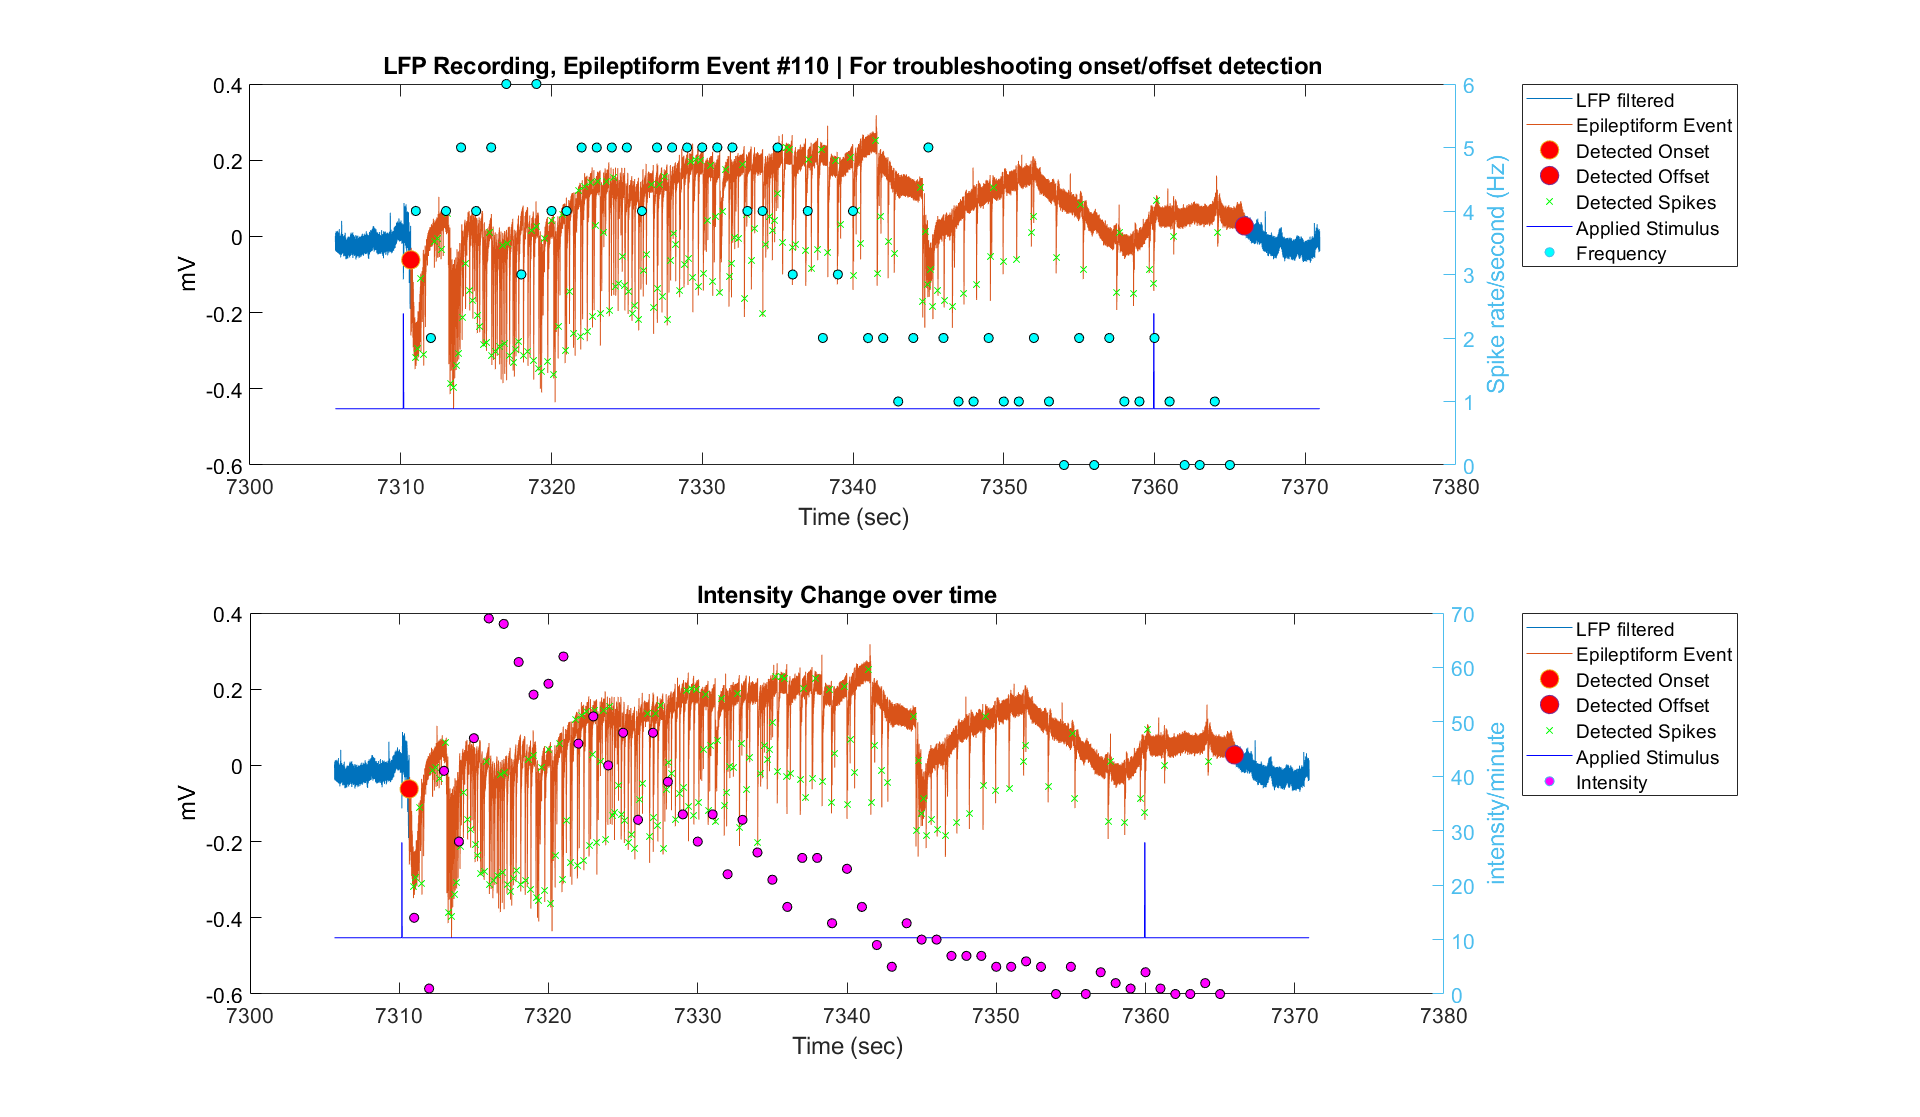 LFP Recording, Epileptiform Event #110 | For troubleshooting onset/offset detection
0.4
0.2
0
-0.2
-0.4
-0.6
mV
7300 7310 7320 7330 7340 7350 7360 7370 7380
Time (sec)
6
5
4
3
2
1
0
Spike rate/second (Hz)
LFP filtered
Epileptiform Event
Detected Onset
Detected Offset
Detected Spikes
Applied Stimulus
Frequency
Intensity Change over time
0.4
0.2
0
-0.2
-0.4
-0.6
mV
7300 7310 7320 7330 7340 7350 7360 7370 7380
Time (sec)
70
60
50
40
30
20
10
0
intensity/minute
LFP filtered
Epileptiform Event
Detected Onset
Detected Offset
Detected Spikes
Applied Stimulus
Intensity